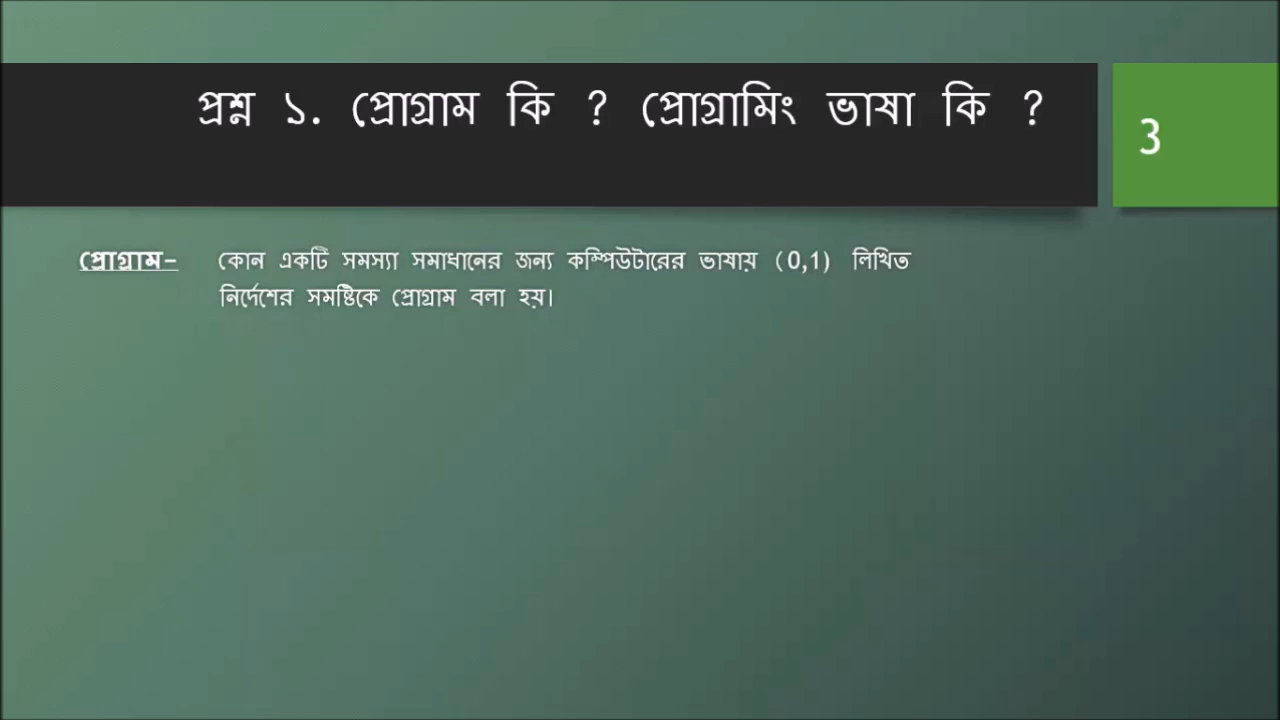 প্রশ্ন ১. প্রোগ্রাম কি ? প্রোগ্রামিং ভাষা কি ?
3
প্রোগ্রাম- কোন একটি সমস্যা সমাধানের জন্য কম্পিউটারের ভাষায় (0,1) লিখিত
নির্দেশের সমষ্টিকে প্রোগ্রাম বলা হয়।